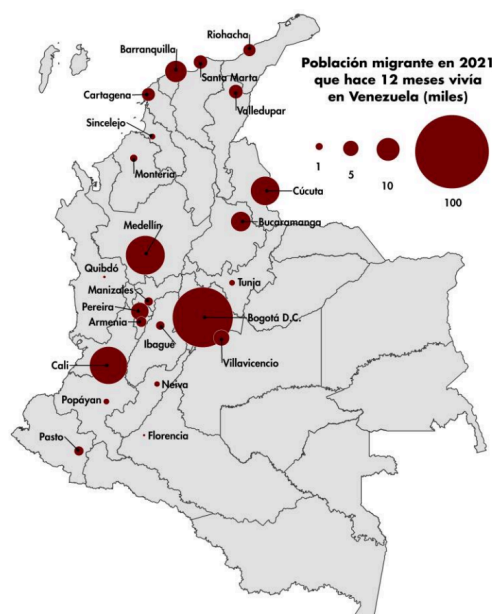 Riohacha
Barranquilla
Santa Marta
Población migrante en 2021
que hace 12 meses vivía
en Venezuela (miles)
Cartagena
Valledupar
Sincelejo
1
5
10
100
Montería
Cúcuta
Bucaramanga
Medellín
Quibdó
Tunja
Manizales
Pereira
Bogotá D.C.
Armenia
Ibagué
Villavicencio
Cali
Neiva
Popáyan
Pasto
Florencia